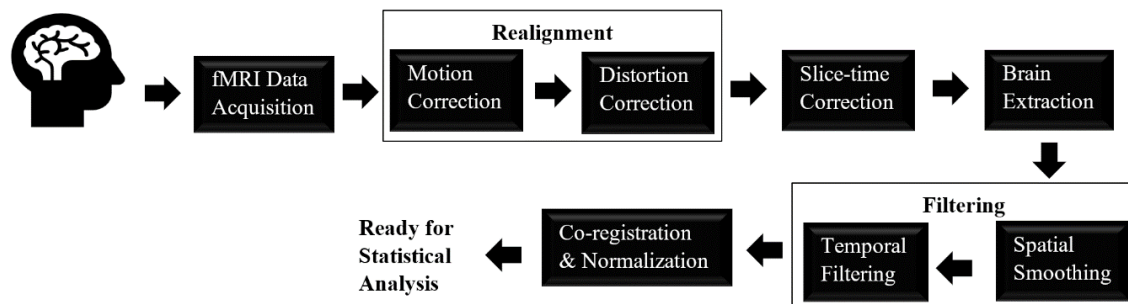 Realignment
fMRI Data
Acquisition
Motion
Correction
Distortion
Correction
Slice-time
Correction
Brain
Extraction
Filtering
Spatial
Smoothing
Temporal
Filtering
Co-registration
& Normalization
Ready for
Statistical
Analysis